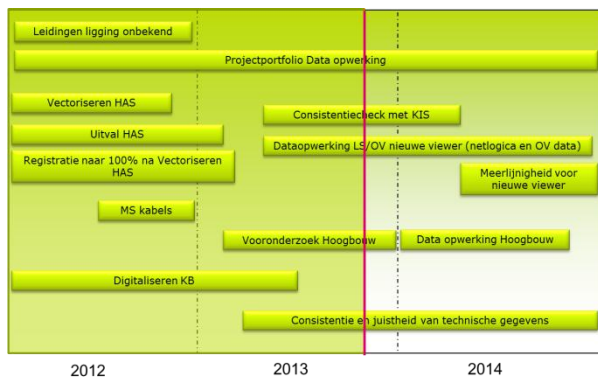 Leidingen ligging onbekend
Projectportfolio Data opwerking
Vectoriseren HAS
Consistentiecheck met KIS
Uitval HAS
Dataopwerking LS/OV nieuwe viewer (netlogica en OV data)
Registratie naar 100% na Vectoriseren
HAS
Meerlijnigheid voor
nieuwe viewer
MS kabels
Vooronderzoek Hoogbouw
Data opwerking Hoogbouw
Digitaliseren KB
Consistentie en juistheid van technische gegevens
2012
2013
2014